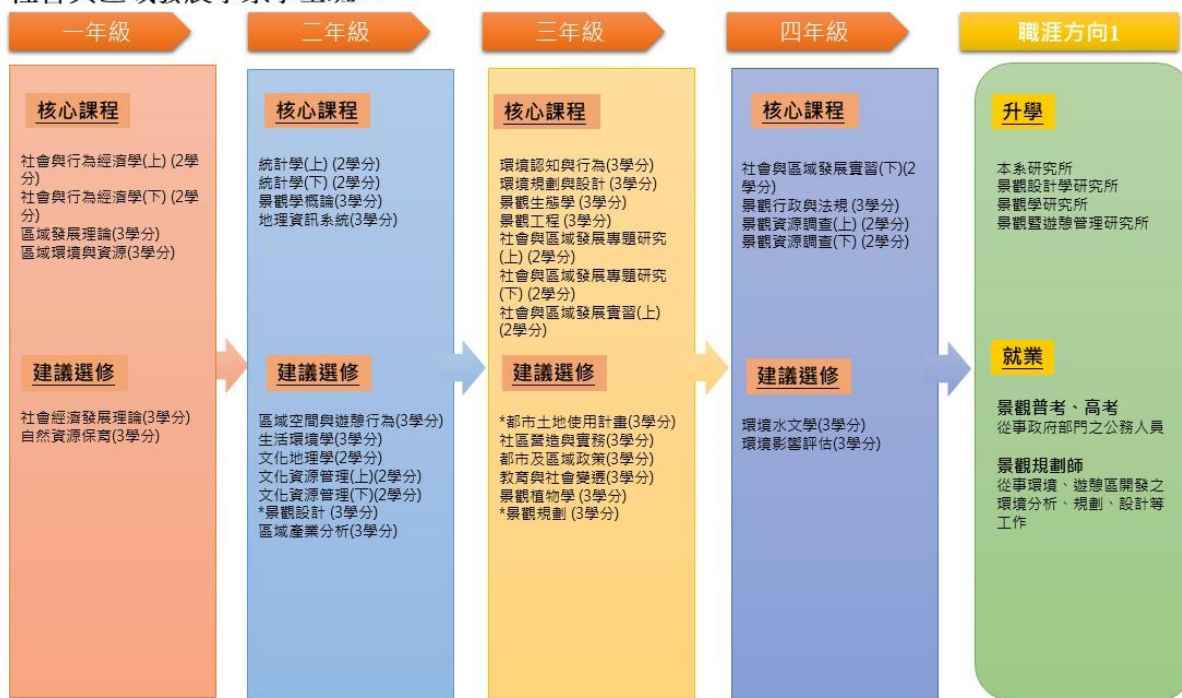 一年級
核心課程
社會與行為經濟學(上) (2學
分)
社會與行為經濟學(下) (2學
分)
區域發展理論(3學分)
區域環境與資源(3學分)
建議選修
社會經濟發展理論(3學分)
自然資源保育(3學分)
二年級
核心課程
統計學(上) (2學分)
統計學(下) (2學分)
景觀學概論(3學分)
地理資訊系統(3學分)
建議選修
區域空間與遊憩行為(3學分)
生活環境學(3學分)
文化地理學(2學分)
文化資源管理(上)(2學分)
文化資源管理(下)(2學分)
*景觀設計 (3學分)
區域產業分析(3學分)
三年級
核心課程
環境認知與行為(3學分)
環境規劃與設計 (3學分)
景觀生態學 (3學分)
景觀工程 (3學分)
社會與區域發展專題研究
(上) (2學分)
社會與區域發展專題研究
(下) (2學分)
社會與區域發展實習(上)
(2學分)
建議選修
*都市土地使用計畫(3學分)
社區營造與實務(3學分)
都市及區域政策(3學分)
教育與社會變遷(3學分)
景觀植物學 (3學分)
*景觀規劃 (3學分)
四年級
核心課程
社會與區域發展實習(下)(2
學分)
景觀行政與法規 (3學分)
景觀資源調查(上) (2學分)
景觀資源調查(下) (2學分)
建議選修
環境水文學(3學分)
環境影響評估(3學分)
職涯方向1
升學
本系研究所
景觀設計學研究所
景觀學研究所
景觀暨遊憩管理研究所
就業
景觀普考、高考
從事政府部門之公務人員
景觀規劃師
從事環境、遊憩區開發之
環境分析、規劃、設計等
工作